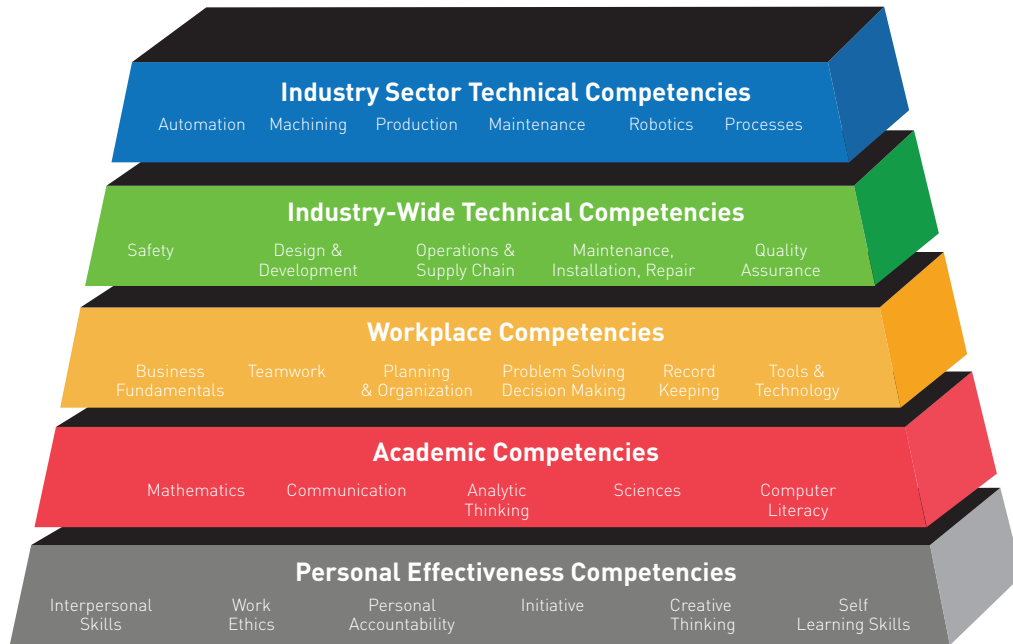 Industry Sector Technical Competencies
Automation Machining Production Maintenance Robotics Processes
Industry-Wide Technical Competencies
Safety
Design &
Development
Operations &
Supply Chain
Maintenance,
Installation, Repair
Quality
Assurance
Workplace Competencies
Business
Fundamentals
Teamwork
Planning
& Organization
Problem Solving
Decision Making
Record
Keeping
Tools &
Technology
Academic Competencies
Mathematics
Communication
Analytic
Thinking
Sciences
Computer
Literacy
Personal Effectiveness Competencies
Interpersonal
Skills
Work
Ethics
Personal
Accountability
Initiative
Creative
Thinking
Self
Learning Skills